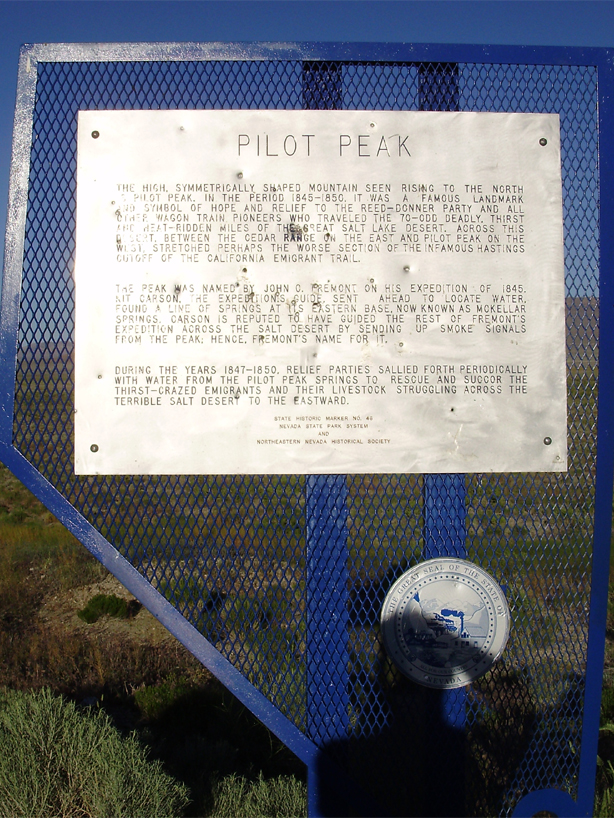 PILOT PEAK
THE HIGH, SYMMETRICALLY SHAPED MOUNTAIN SEEN RISING TO THE NORTH
IS PILOT PEAK. IN THE PERIOD 1845-1850, IT WAS A FAMOUS LANDMARK
AND SYMBOL OF HOPE AND RELIEF TO THE REED-DONNER PARTY AND ALL
OTHER WAGON TRAIN PIONEERS WHO TRAVELED THE 70-ODD DEADLY, THIRST
AND HEAT-RIDDEN MILES OF THE GREAT SALT LAKE DESERT. ACROSS THIS
DESERT, BETWEEN THE CEDAR RANGE ON THE EAST AND PILOT PEAK ON THE
WEST, STRETCHED PERHAPS THE WORSE SECTION OF THE INFAMOUS HASTINGS
CUTOFF OF THE CALIFORNIA EMIGRANT TRAIL.
THE PEAK WAS NAMED BY JOHN C. FREMONT ON HIS EXPEDITION OF 1845.
KIT CARSON, THE EXPEDITION'S GUIDE, SENT AHEAD TO LOCATE WATER,
FOUND A LINE OF SPRINGS AT ITS EASTERN BASE, NOW KNOWN AS MCKELLAR
SPRINGS. CARSON IS REPUTED TO HAVE GUIDED THE REST OF FREMONT'S
EXPEDITION ACROSS THE SALT DESERT BY SENDING UP SMOKE SIGNALS
FROM THE PEAK; HENCE, FREMONT'S NAME FOR IT.
DURING THE YEARS 1847-1850, RELIEF PARTIES SALLIED FORTH PERIODICALLY
WITH WATER FROM THE PILOT PEAK SPRINGS TO RESCUE AND SUCCOR THE
THIRST-CRAZED EMIGRANTS AND THEIR LIVESTOCK STRUGGLING ACROSS THE
TERRIBLE SALT DESERT TO THE EASTWARD.
STATE HISTORIC MARKER NO. 45
NEVADA STATE PARK SYSTEM
AND
NORTHEASTERN NEVADA HISTORICAL SOCIETY
THE GREAT SEAL OF THE STATE OF
NEVADA